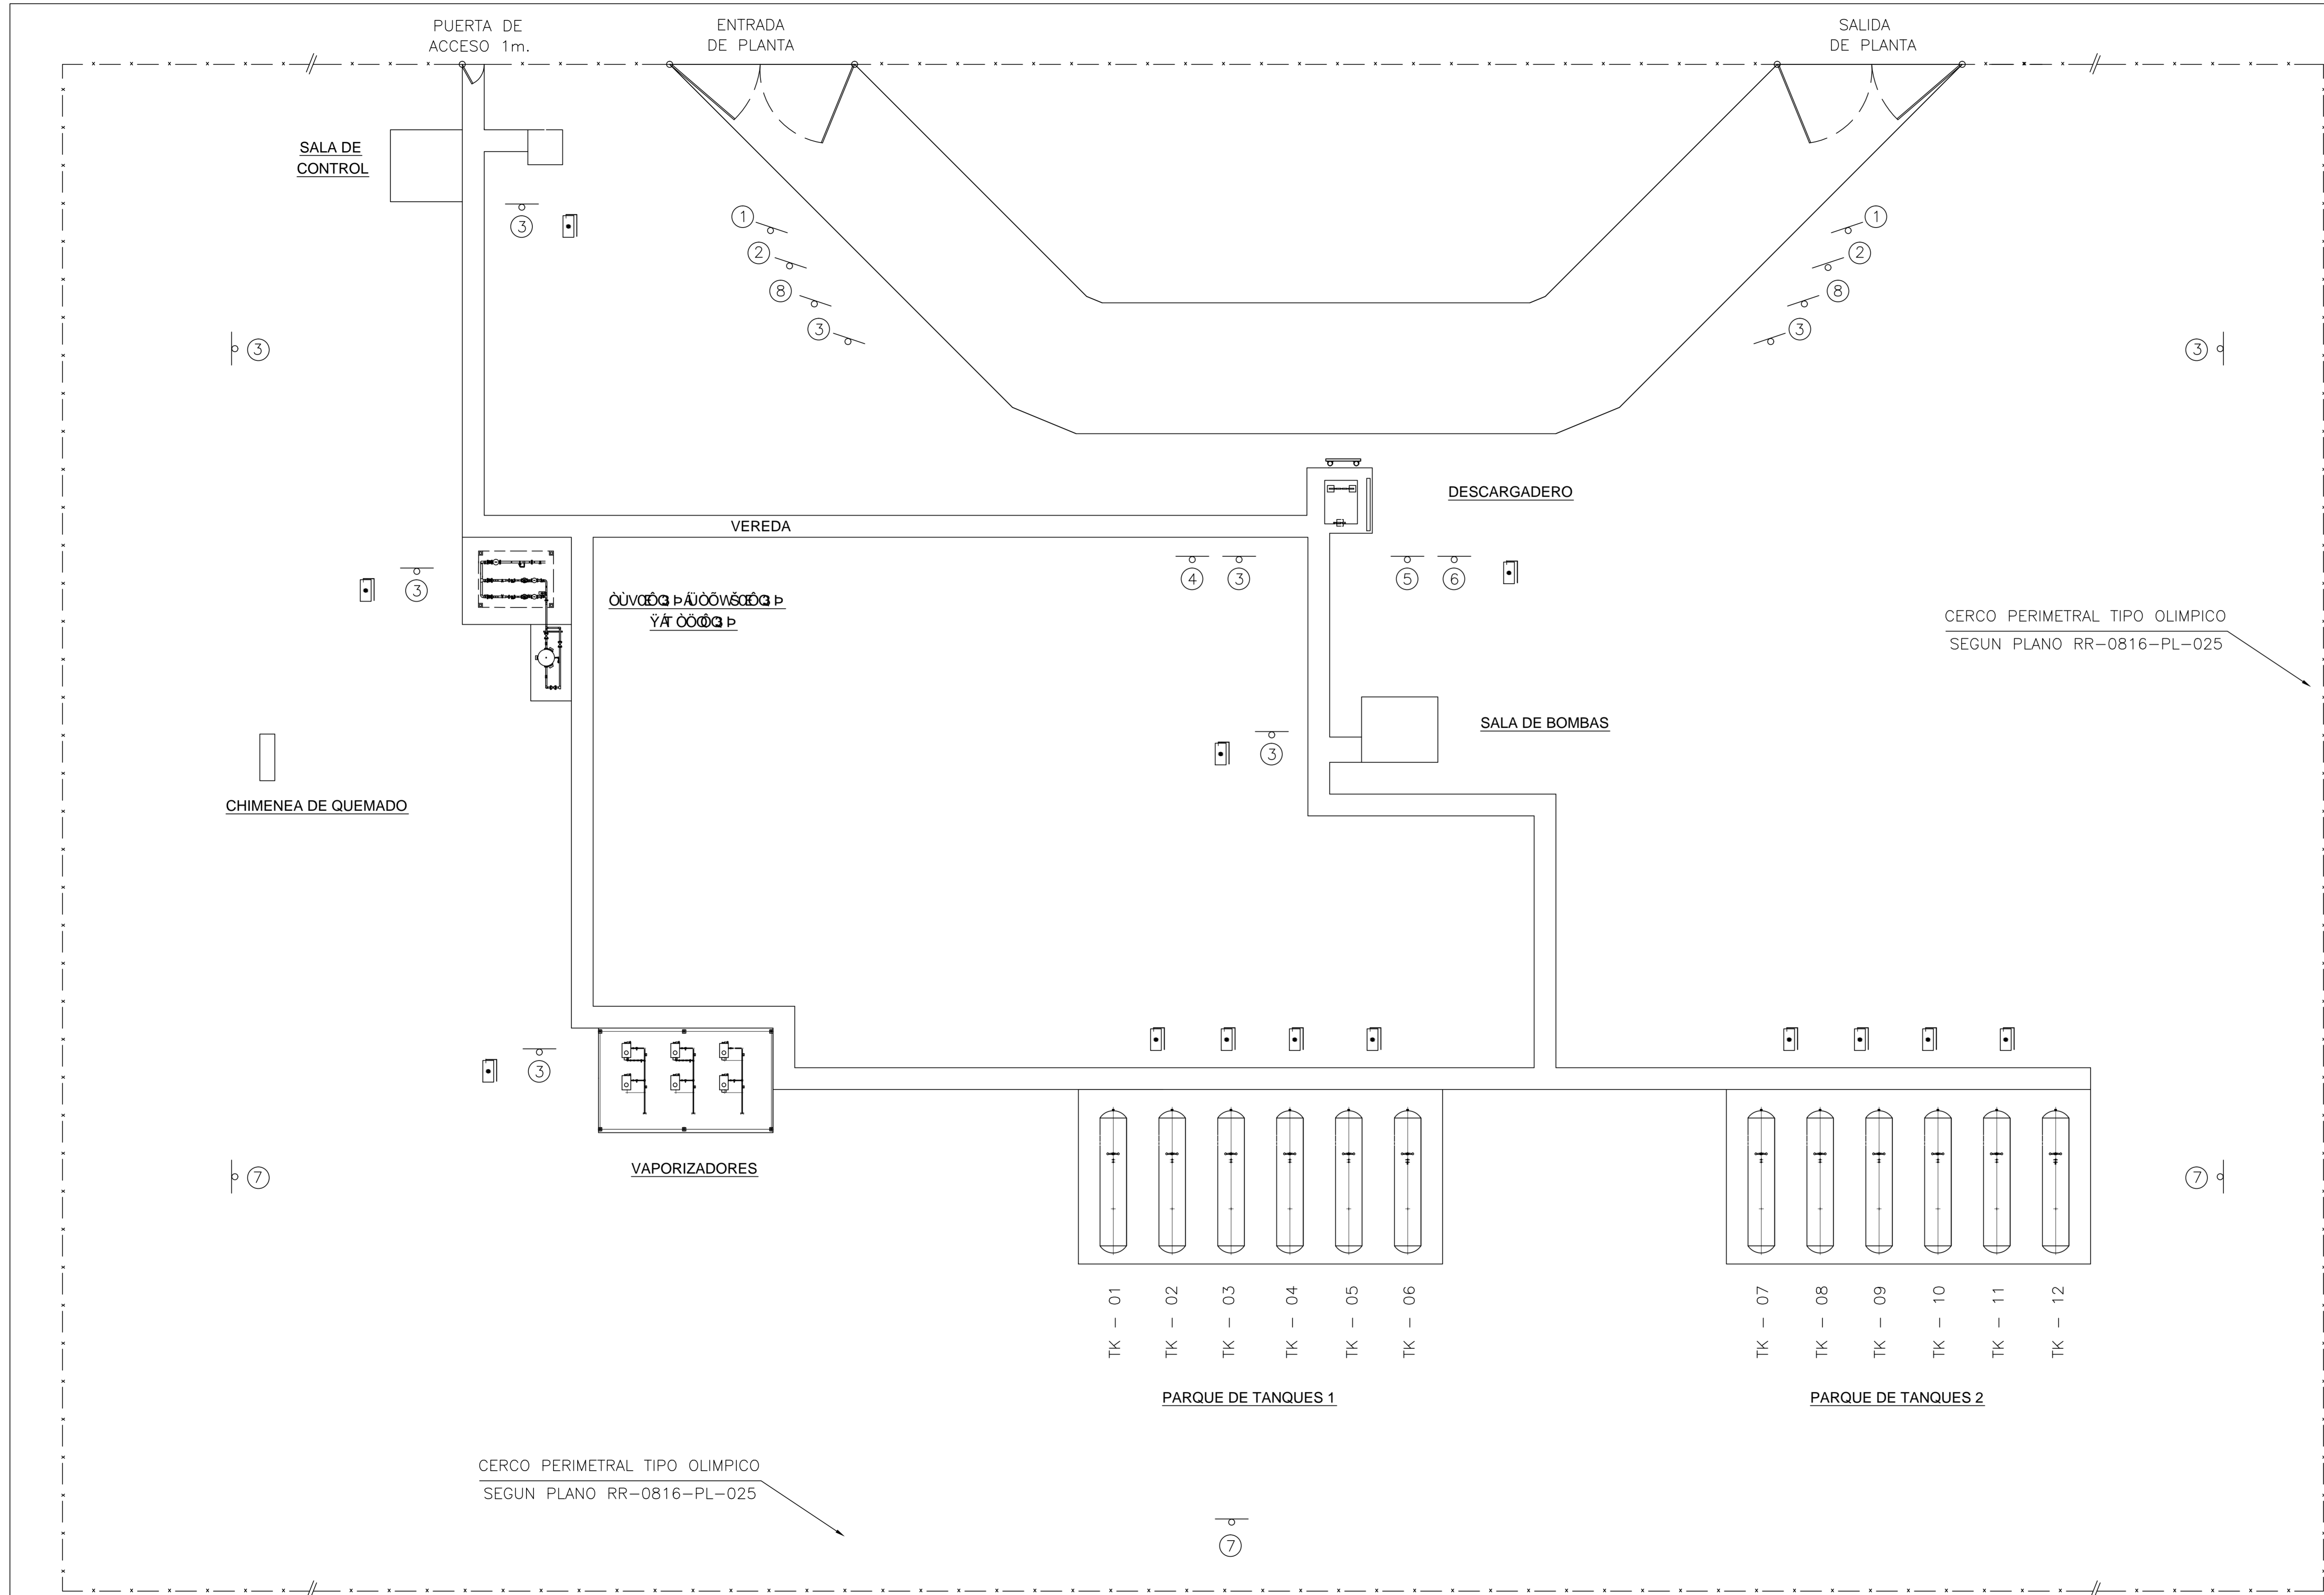 PUERTA DE
ACCESO 1m.
ENTRADA
DE PLANTA
SALIDA
DE PLANTA
SALA DE
CONTROL
3
1
2
8
3
1
2
8
3
3
3
DESCARGADERO
VEREDA
3
4
3
5
6
CERCO PERIMETRAL TIPO OLIMPICO
SEGUN PLANO RR-0816-PL-025
SALA DE BOMBAS
3
CHIMENEA DE QUEMADO
3
VAPORIZADORES
7
7
TK - 01
TK - 02
TK - 03
TK - 04
TK - 05
TK - 06
TK - 07
TK - 08
TK - 09
TK - 10
TK - 11
TK - 12
PARQUE DE TANQUES 1
PARQUE DE TANQUES 2
CERCO PERIMETRAL TIPO OLIMPICO
SEGUN PLANO RR-0816-PL-025
7